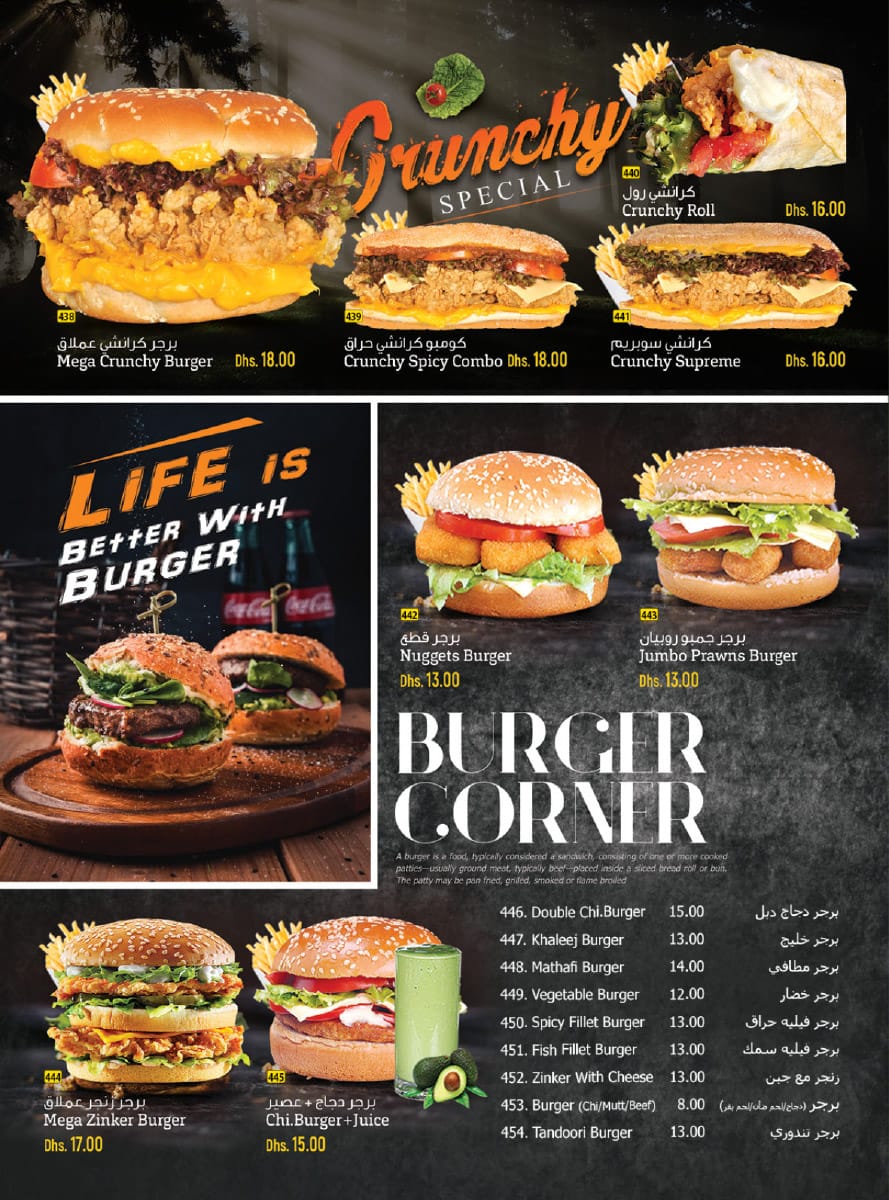 Crunchy
SPECIAL
440
كرانشي رول
Crunchy Roll Dhs. 16.00
438
برجر كرانشي عملاق
Mega Crunchy Burger Dhs. 18.00
439
كومبو كرانشي حراق
Crunchy Spicy Combo Dhs. 18.00
441
كرانشي سوبريم
Crunchy Supreme Dhs. 16.00
LIFE IS
BETTER WITH
BURGER
Coca-Cola
Coca-Cola
442
برجر قطع
Nuggets Burger
Dhs. 13.00
443
برجر جمبو روبيان
Jumbo Prawns Burger
Dhs. 13.00
BURGER
CORNER
A burger is a food, typically considered a sandwich, consisting of one or more cooked
patties—usually ground meat, typically beef—placed inside a sliced bread roll or bun.
The patty may be pan fried, grilled, smoked or flame broiled
444
برجر زنجر عملاق
Mega Zinker Burger
Dhs. 17.00
445
برجر دجاج + عصير
Chi.Burger+Juice
Dhs. 15.00
446. Double Chi.Burger 15.00 برجر دجاج دبل
447. Khaleej Burger 13.00 برجر خليج
448. Mathafi Burger 14.00 برجر مطافي
449. Vegetable Burger 12.00 برجر خضار
450. Spicy Fillet Burger 13.00 برجر فيليه حراق
451. Fish Fillet Burger 13.00 برجر فيليه سمك
452. Zinker With Cheese 13.00 زنجر مع جبن
453. Burger (Chi/Mutt/Beef) 8.00 برجر (دجاج/لحم ضأن/لحم بقر)
454. Tandoori Burger 13.00 برجر تندوري